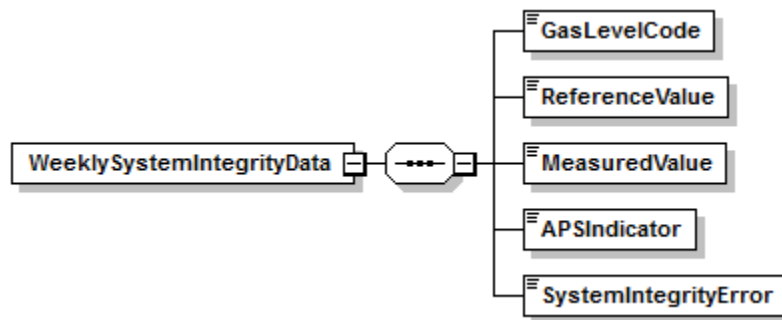 GasLevelCode
ReferenceValue
WeeklySystemIntegrityData
MeasuredValue
APSIndicator
SystemIntegrityError